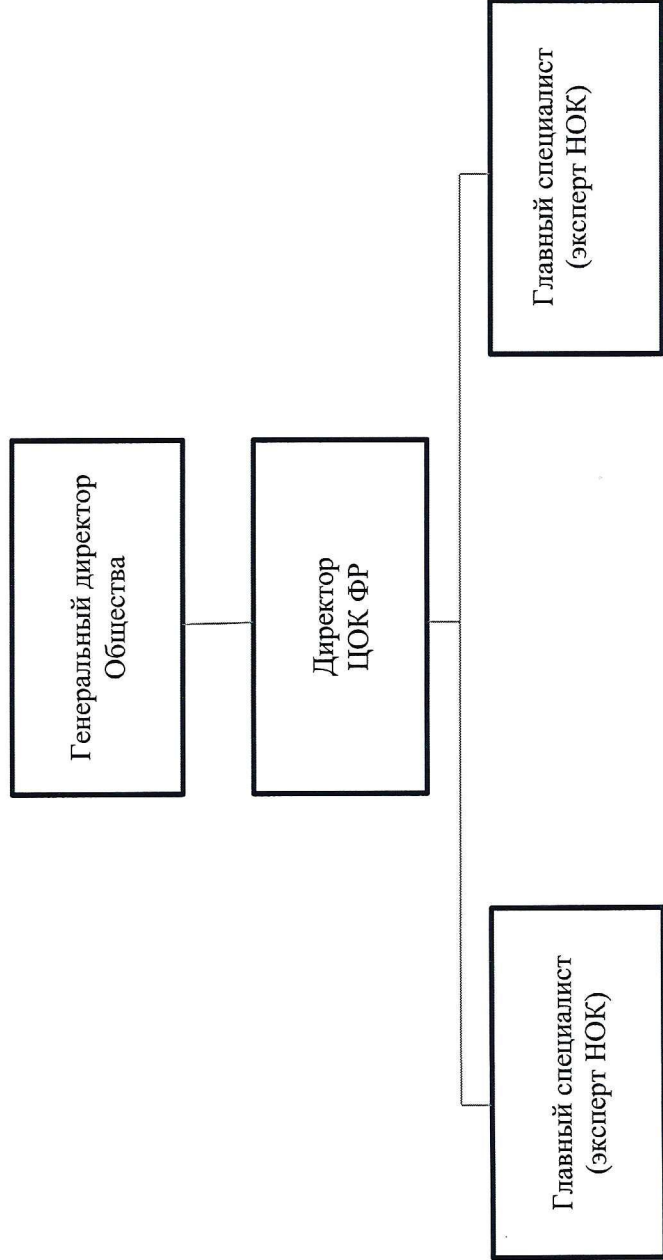 Генеральный директор
Общества
Директор
ЦОК ФР
Главный специалист
(эксперт НОК)
Главный специалист
(эксперт НОК)